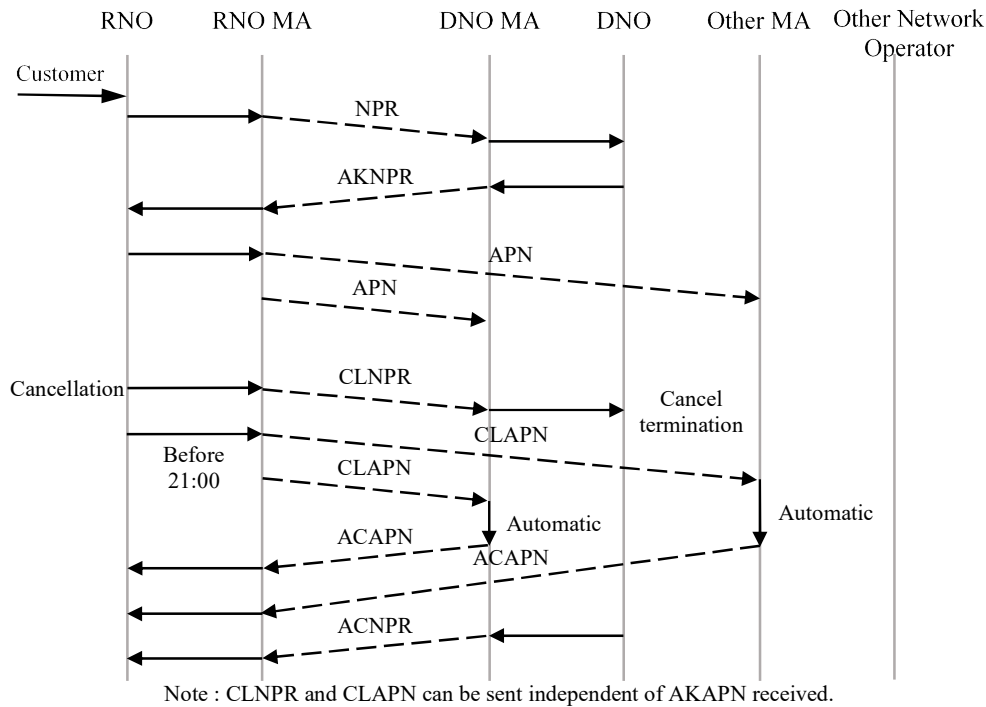 RNO
RNO MA
DNO MA
DNO
Other MA
Other Network
Operator
Customer
NPR
AKNPR
APN
APN
Cancellation
CLNPR
Cancel
termination
CLAPN
Before
21:00
CLAPN
Automatic
Automatic
ACAPN
ACAPN
ACNPR
Note : CLNPR and CLAPN can be sent independent of AKAPN received.